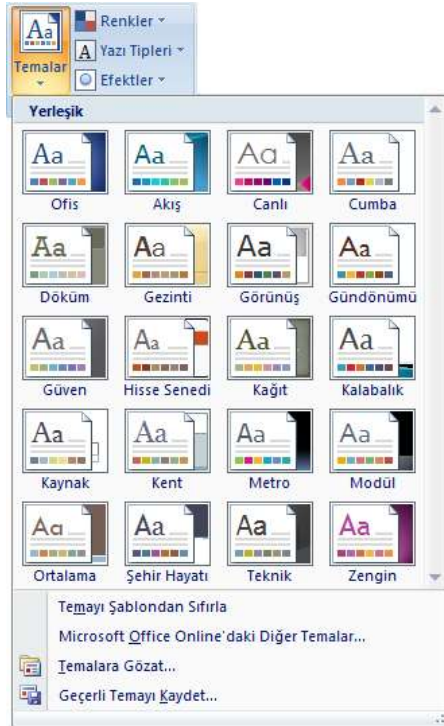 Aa
Temalar
Renkler
A Yazı Tipleri
Efektler
Yerleşik
Aa Aa Aa Aa
Ofis Akış Canlı Cumba
Aa Aa Aa Aa
Döküm Gezinti Görünüş Gündönümü
Aa Aa Aa Aa
Güven Hisse Senedi Kağıt Kalabalık
Aa Aa Aa Aa
Kaynak Kent Metro Modül
Aa Aa Aa Aa
Ortalama Şehir Hayatı Teknik Zengin
Temayı Şablondan Sıfırla
Microsoft Office Online'daki Diğer Temalar...
Temalara Gözat...
Geçerli Temayı Kaydet...